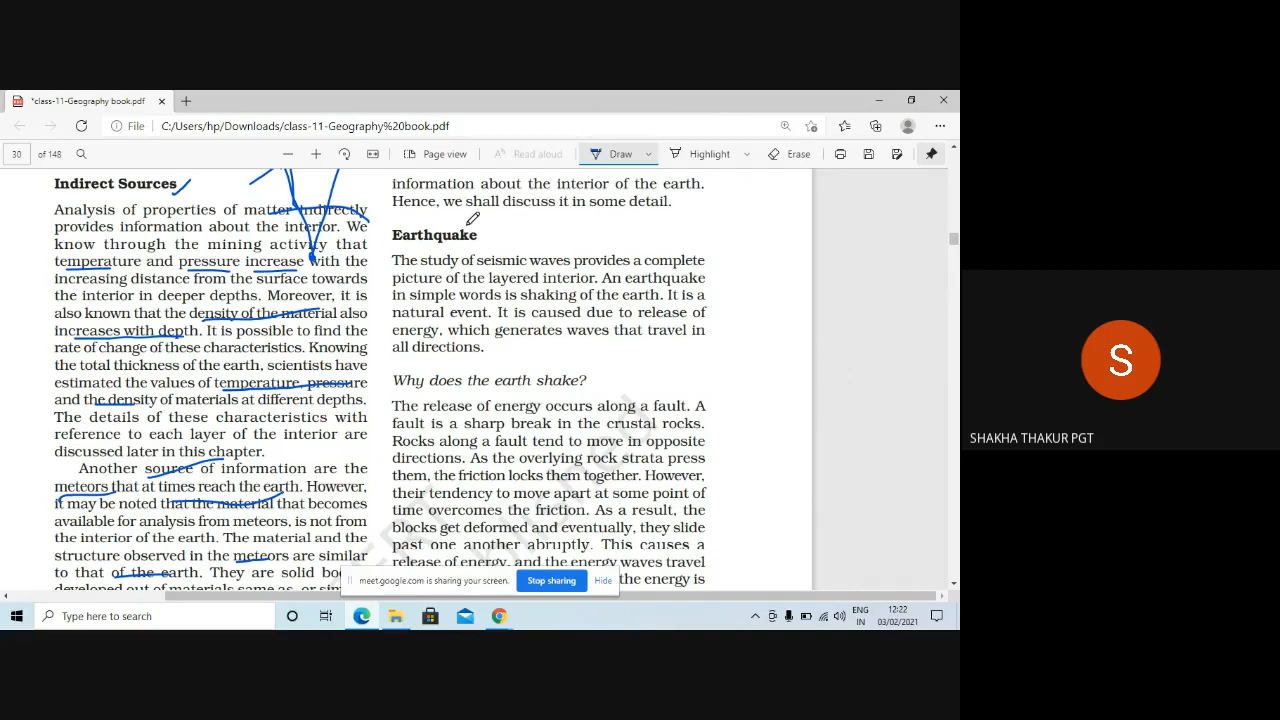 *class-11-Geography book.pdf
File
C:/Users/hp/Downloads/class-11-Geography%20book.pdf
30 of 148
Page view
Read aloud
Draw
Highlight
Erase
Indirect Sources
Analysis of properties of matter indirectly
provides information about the interior. We
know through the mining activity that
temperature and pressure increase with the
increasing distance from the surface towards
the interior in deeper depths. Moreover, it is
also known that the density of the material also
increases with depth. It is possible to find the
rate of change of these characteristics. Knowing
the total thickness of the earth, scientists have
estimated the values of temperature, pressure
and the density of materials at different depths.
The details of these characteristics with
reference to each layer of the interior are
discussed later in this chapter.
Another source of information are the
meteors that at times reach the earth. However,
it may be noted that the material that becomes
available for analysis from meteors, is not from
the interior of the earth. The material and the
structure observed in the meteors are similar
to that of the earth. They are solid
developed out of materials same as, or
information about the interior of the earth.
Hence, we shall discuss it in some detail.
Earthquake
The study of seismic waves provides a complete
picture of the layered interior. An earthquake
in simple words is shaking of the earth. It is a
natural event. It is caused due to release of
energy, which generates waves that travel in
all directions.
Why does the earth shake?
The release of energy occurs along a fault. A
fault is a sharp break in the crustal rocks.
Rocks along a fault tend to move in opposite
directions. As the overlying rock strata press
them, the friction locks them together. However,
their tendency to move apart at some point of
time overcomes the friction. As a result, the
blocks get deformed and eventually, they slide
past one another abruptly. This causes a
release of energy, and the energy waves travel
the energy is
meet.google.com is sharing your screen.
Stop sharing
Hide
SHAKHA THAKUR PGT
S
Type here to search
ENG
IN
12:22
03/02/2021